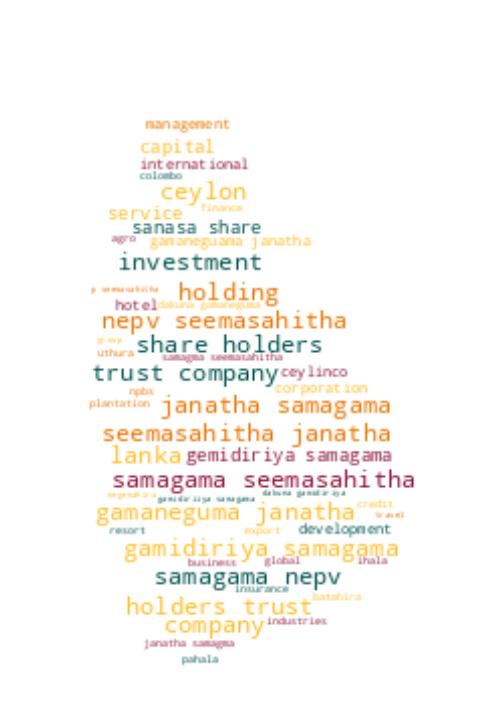 management
capital
international
colombo
ceylon
service finance
sanasa share
agro gamaneguama janatha
investment
p seemasahitha holding
hotel dakuna gamaneguma
nepv seemasahitha
group share holders
uthura samagma seemasahitha
trust company ceylinco
npbs corporation
plantation janatha samagama
seemasahitha janatha
lanka gemidiriya samagama
samagama seemasahitha
negenahira gamidiriiya samagama dakuna gamidiriya
gamaneguma janatha credit
travel
resort export development
gamidiriya samagama
business global ihala
samagama nepv
insurance
holders trust batahira
company industries
janatha samagma
pahala